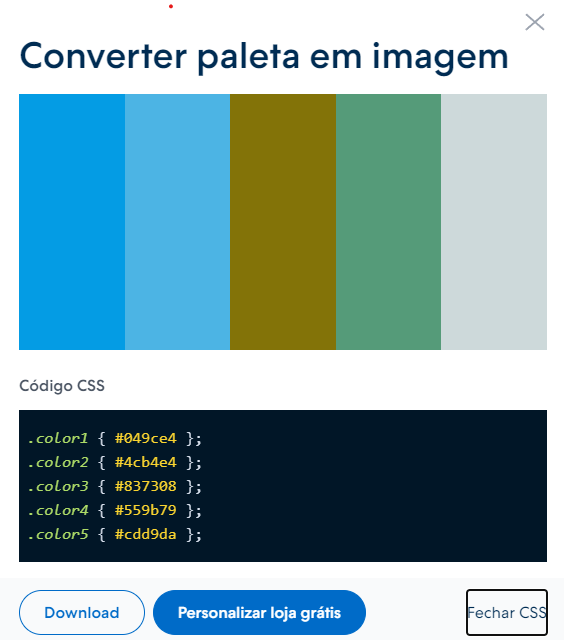 Converter paleta em imagem
Código CSS
.color1 { #049ce4 };
.color2 { #4cb4e4 };
.color3 { #837308 };
.color4 { #559b79 };
.color5 { #cdd9da };
Download
Personalizar loja grátis
Fechar CSS